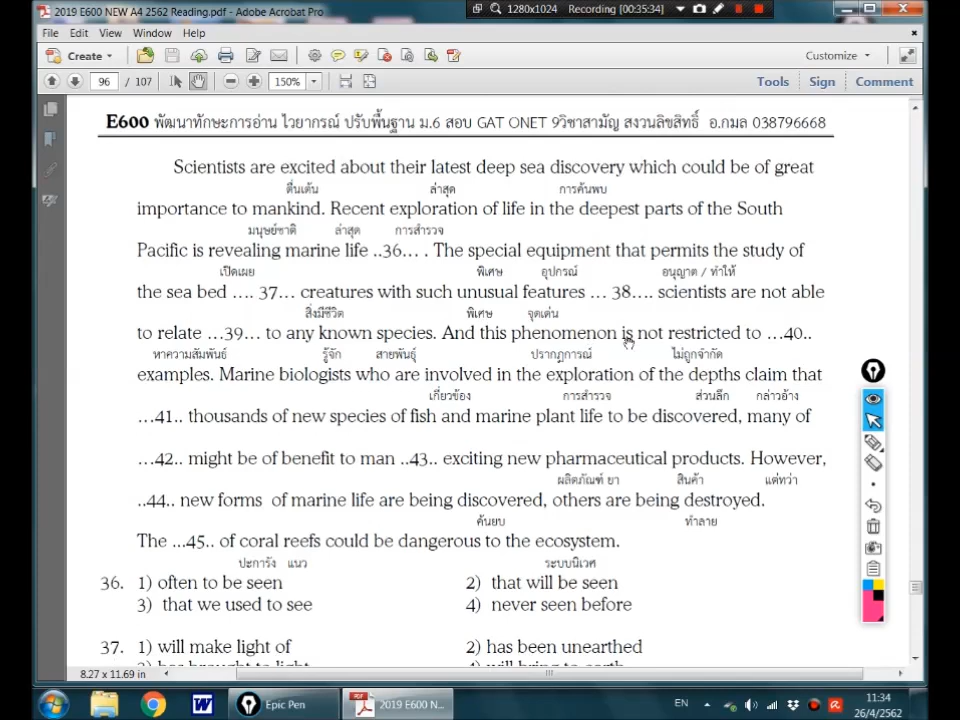 2019 E600 NEW A4 2562 Reading.pdf - Adobe Acrobat Pro
1280x1024 Recording [00:35:34]
File Edit View Window Help
Create Customize
96 / 107 150% Tools Sign Comment
E600 พัฒนาทักษะการอ่าน ไวยากรณ์ ปรับพื้นฐาน ม.6 สอบ GAT ONET 9วิชาสามัญ สงวนลิขสิทธิ์ อ.กมล 038796668
Scientists are excited about their latest deep sea discovery which could be of great
ตื่นเต้น ล่าสุด การค้นพบ
importance to mankind. Recent exploration of life in the deepest parts of the South
มนุษย์ชาติ ล่าสุด การสำรวจ
Pacific is revealing marine life ..36... . The special equipment that permits the study of
เปิดเผย พิเศษ อุปกรณ์ อนุญาต / ทำให้
the sea bed .... 37... creatures with such unusual features ... 38.... scientists are not able
สิ่งมีชีวิต พิเศษ จุดเด่น
to relate ...39... to any known species. And this phenomenon is not restricted to ...40..
หาความสัมพันธ์ รู้จัก สายพันธุ์ ปรากฏการณ์ ไม่ถูกจำกัด
examples. Marine biologists who are involved in the exploration of the depths claim that
เกี่ยวข้อง การสำรวจ ส่วนลึก กล่าวอ้าง
...41.. thousands of new species of fish and marine plant life to be discovered, many of
...42.. might be of benefit to man ..43.. exciting new pharmaceutical products. However,
ผลิตภัณฑ์ ยา สินค้า แต่ทว่า
..44.. new forms of marine life are being discovered, others are being destroyed.
ค้นยบ ทำลาย
The ...45.. of coral reefs could be dangerous to the ecosystem.
ปะการัง แนว ระบบนิเวศ
36. 1) often to be seen 2) that will be seen
3) that we used to see 4) never seen before
37. 1) will make light of 2) has been unearthed
3) has brought to light 4) will bring to earth
8.27 x 11.69 in
Epic Pen 2019 E600 N... EN 11:34
26/4/2562